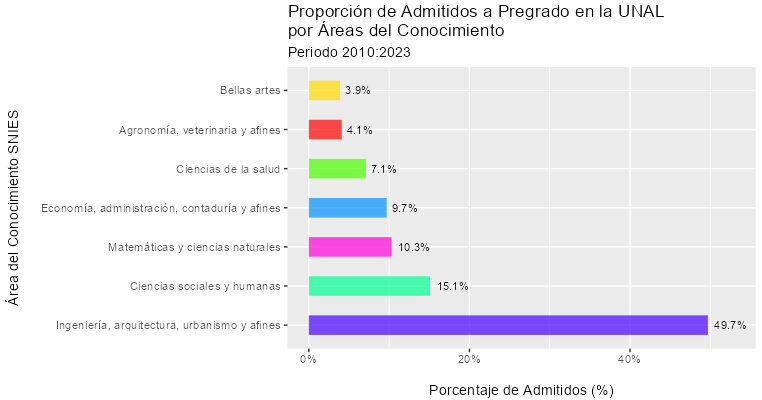 Proporción de Admitidos a Pregrado en la UNAL
por Áreas del Conocimiento
Periodo 2010:2023
Área del Conocimiento SNIES
Bellas artes
3.9%
Agronomía, veterinaria y afines
4.1%
Ciencias de la salud
7.1%
Economía, administración, contaduría y afines
9.7%
Matemáticas y ciencias naturales
10.3%
Ciencias sociales y humanas
15.1%
Ingeniería, arquitectura, urbanismo y afines
49.7%
0%
20%
40%
Porcentaje de Admitidos (%)